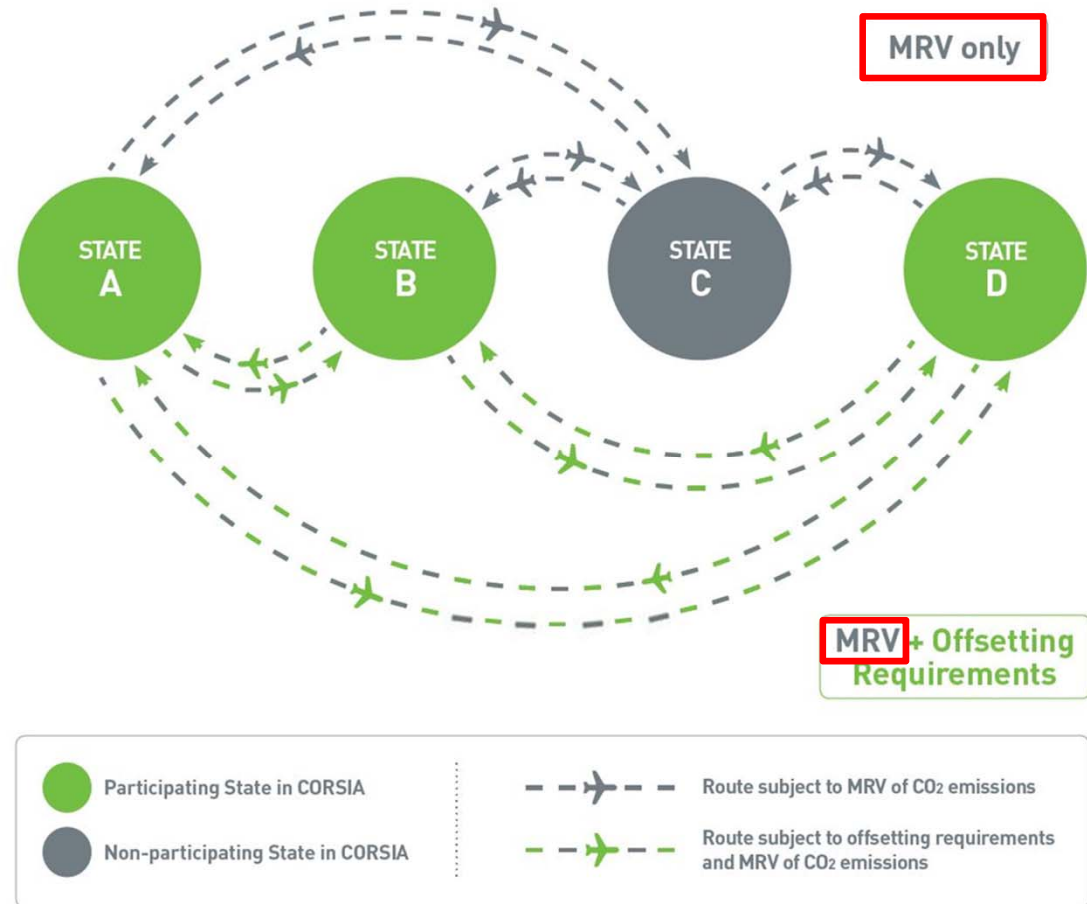 MRV only
STATE
A
STATE
B
STATE
C
STATE
D
MRV + Offsetting
Requirements
Participating State in CORSIA
Non-participating State in CORSIA
Route subject to MRV of CO₂ emissions
Route subject to offsetting requirements
and MRV of CO₂ emissions